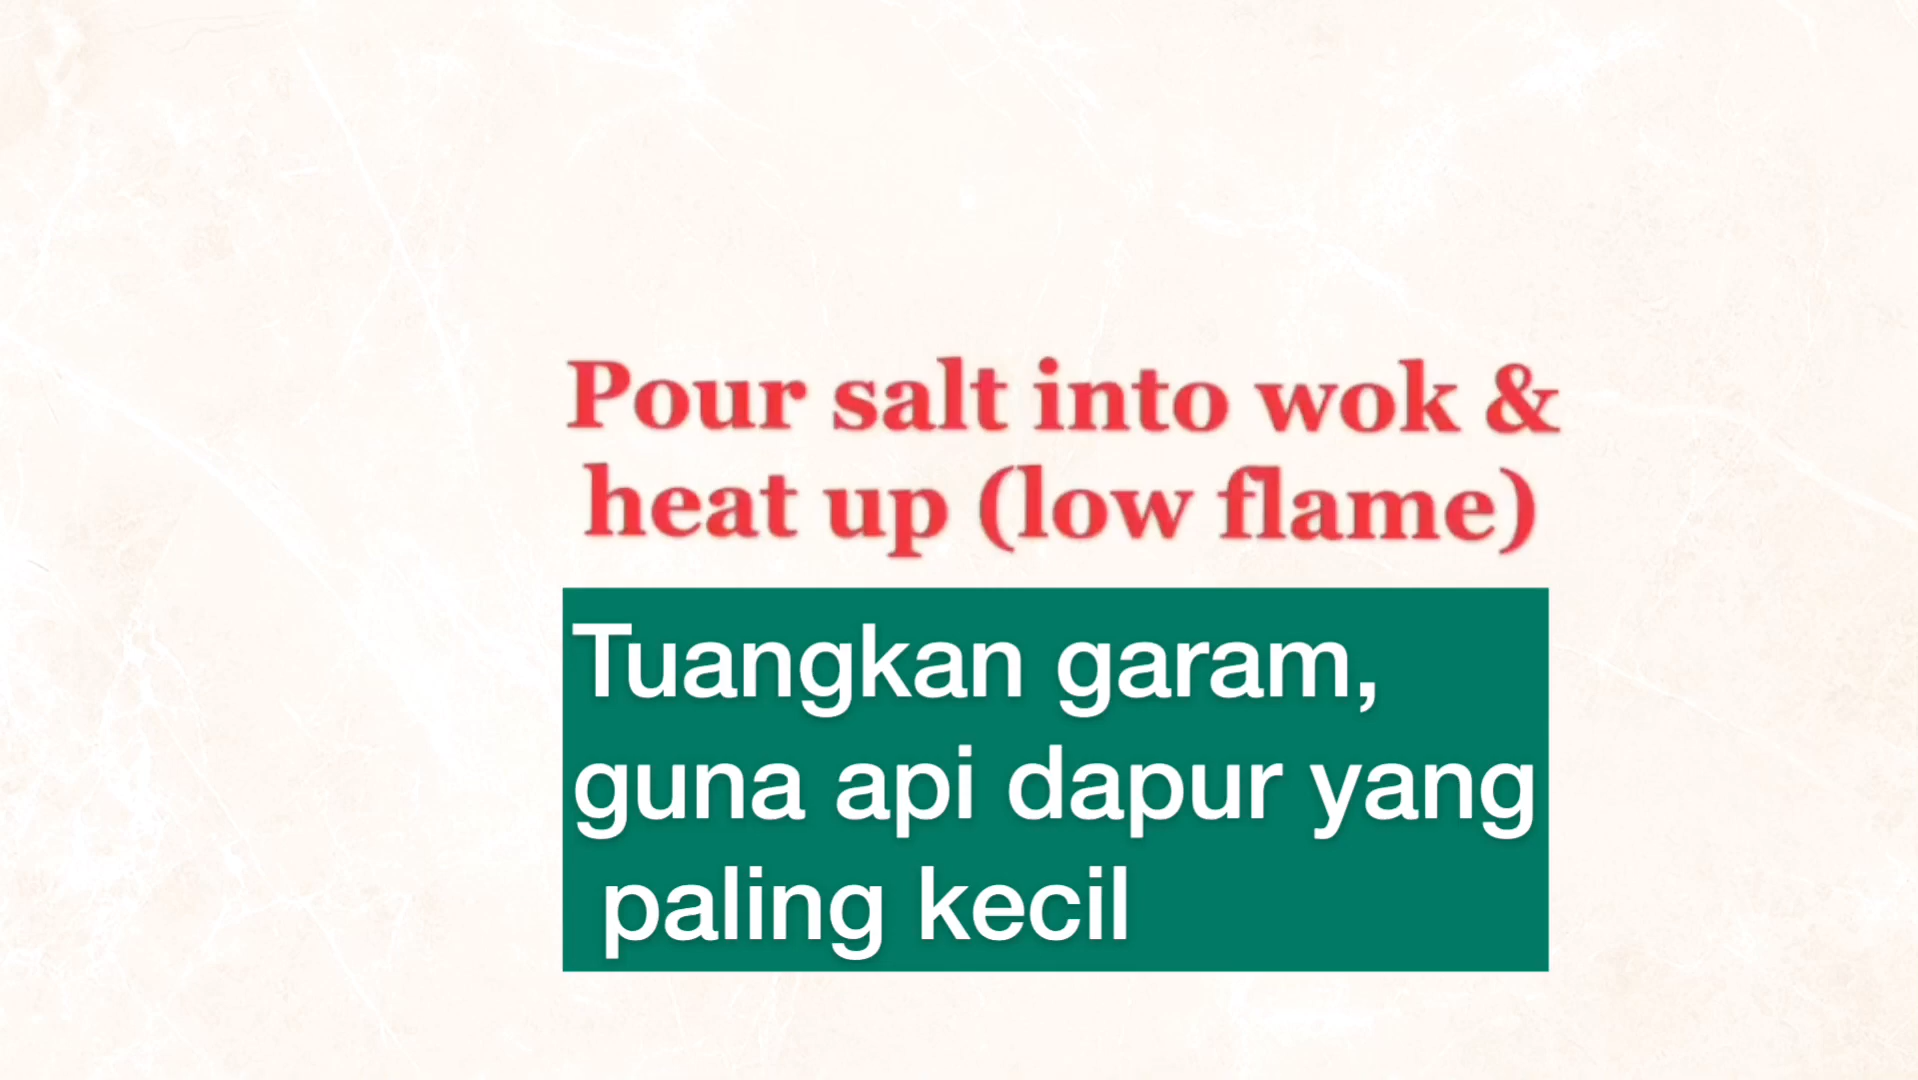 Pour salt into wok &
heat up (low flame)
Tuangkan garam,
guna api dapur yang
paling kecil